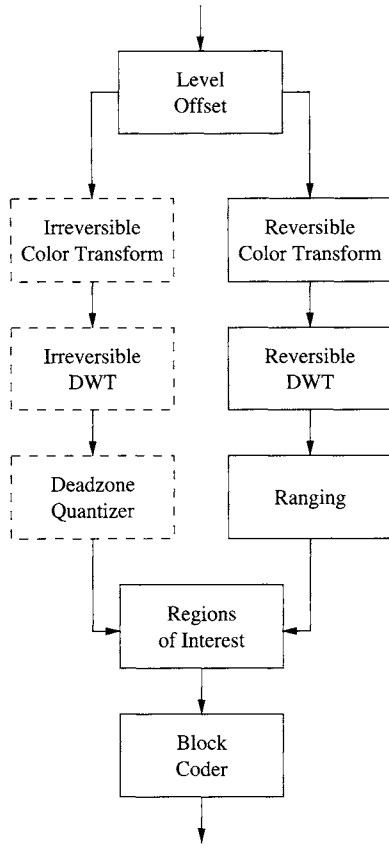 Level
Offset
Irreversible
Color Transform
Reversible
Color Transform
Irreversible
DWT
Reversible
DWT
Deadzone
Quantizer
Ranging
Regions
of Interest
Block
Coder